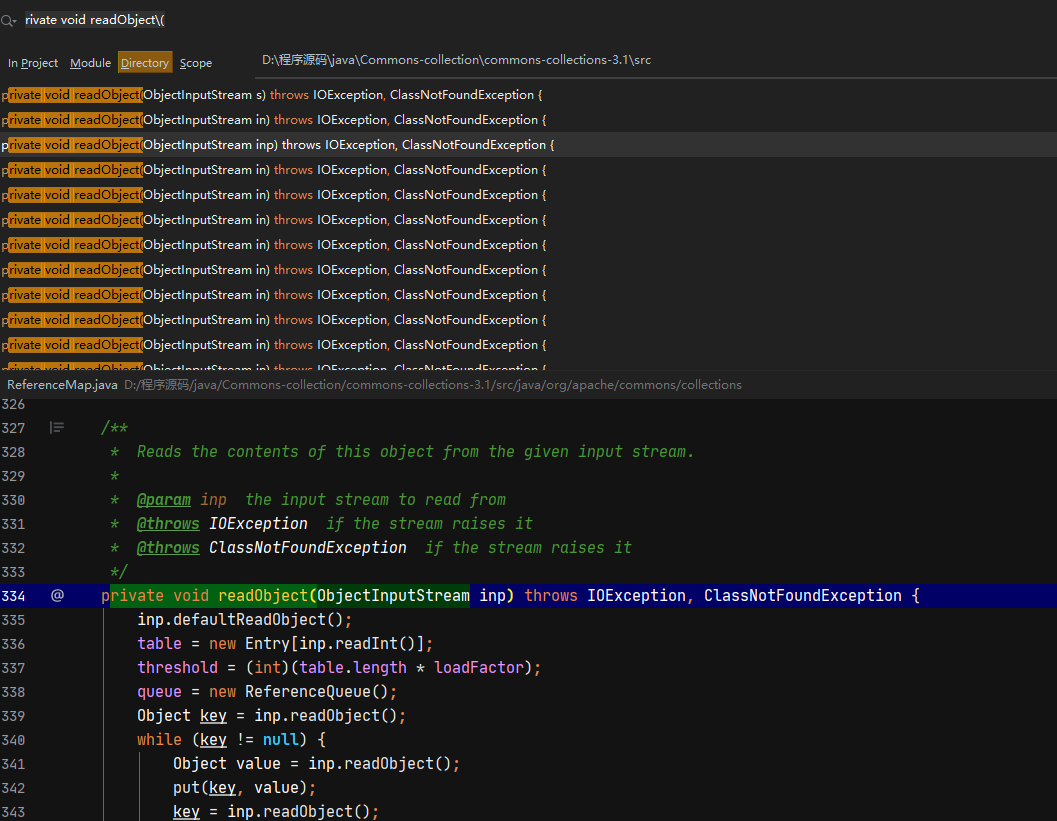 rivate void readObject\(
In Project Module Directory Scope D:\程序源码\java\Commons-collection\commons-collections-3.1\src
private void readObject(ObjectInputStream s) throws IOException, ClassNotFoundException {
private void readObject(ObjectInputStream in) throws IOException, ClassNotFoundException {
private void readObject(ObjectInputStream inp) throws IOException, ClassNotFoundException {
private void readObject(ObjectInputStream in) throws IOException, ClassNotFoundException {
private void readObject(ObjectInputStream in) throws IOException, ClassNotFoundException {
private void readObject(ObjectInputStream in) throws IOException, ClassNotFoundException {
private void readObject(ObjectInputStream in) throws IOException, ClassNotFoundException {
private void readObject(ObjectInputStream in) throws IOException, ClassNotFoundException {
private void readObject(ObjectInputStream in) throws IOException, ClassNotFoundException {
private void readObject(ObjectInputStream in) throws IOException, ClassNotFoundException {
private void readObject(ObjectInputStream in) throws IOException, ClassNotFoundException {
private void readObject(ObjectInputStream in) throws IOException, ClassNotFoundException {
ReferenceMap.java D:/程序源码/java/Commons-collection/commons-collections-3.1/src/java/org/apache/commons/collections
326
327 /**
328 * Reads the contents of this object from the given input stream.
329 *
330 * @param inp the input stream to read from
331 * @throws IOException if the stream raises it
332 * @throws ClassNotFoundException if the stream raises it
333 */
334 @ private void readObject(ObjectInputStream inp) throws IOException, ClassNotFoundException {
335 inp.defaultReadObject();
336 table = new Entry[inp.readInt()];
337 threshold = (int)(table.length * loadFactor);
338 queue = new ReferenceQueue();
339 Object key = inp.readObject();
340 while (key != null) {
341 Object value = inp.readObject();
342 put(key, value);
343 key = inp.readObject();